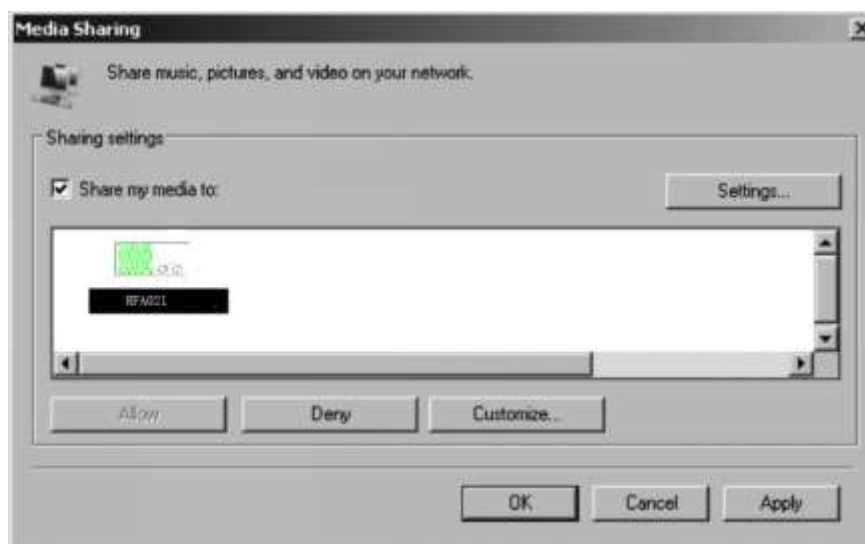 Media Sharing
Share music, pictures, and video on your network.
Sharing settings
Share my media to:
Settings...
RFA021
Allow
Deny
Customize...
OK
Cancel
Apply